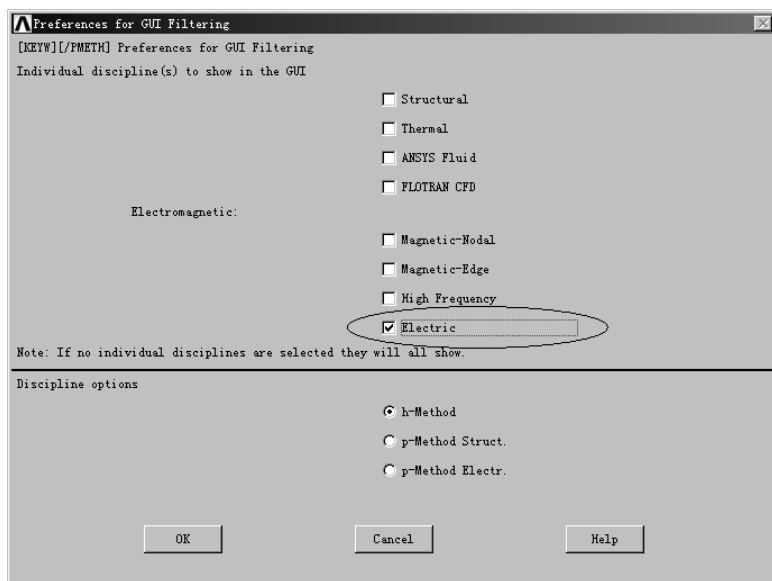 Preferences for GUI Filtering
[KEYW][/PMETH] Preferences for GUI Filtering
Individual discipline(s) to show in the GUI
Structural
Thermal
ANSYS Fluid
FLOTRAN CFD
Electromagnetic:
Magnetic-Nodal
Magnetic-Edge
High Frequency
Electric
Note: If no individual disciplines are selected they will all show.
Discipline options
h-Method
p-Method Struct.
p-Method Electr.
OK Cancel Help